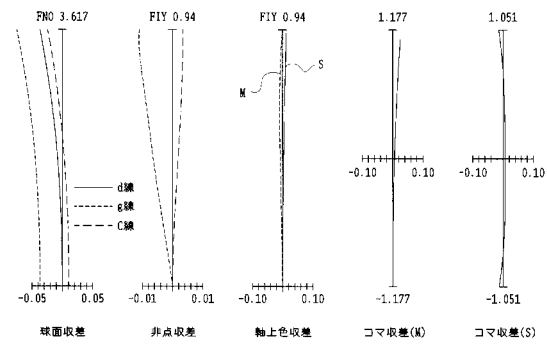 FNO 3.617
FIY 0.94
FIY 0.94
1.177
1.051
S
M
-0.10 0.10
-0.10 0.10
d線
g線
C線
-0.05 0.05
-0.01 0.01
-0.10 0.10
-1.177
-1.051
球面収差
非点収差
軸上色収差
コマ収差(M)
コマ収差(S)